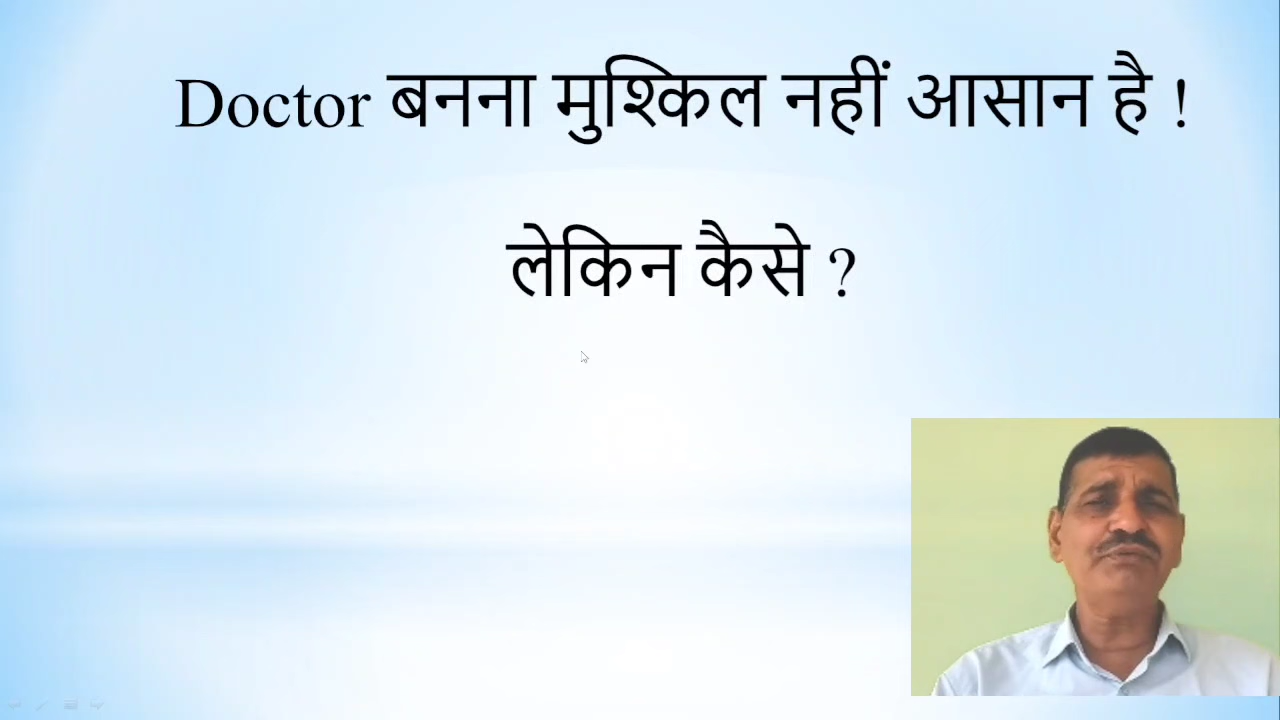 Doctor बनना मुश्किल नहीं आसान है !
लेकिन कैसे ?